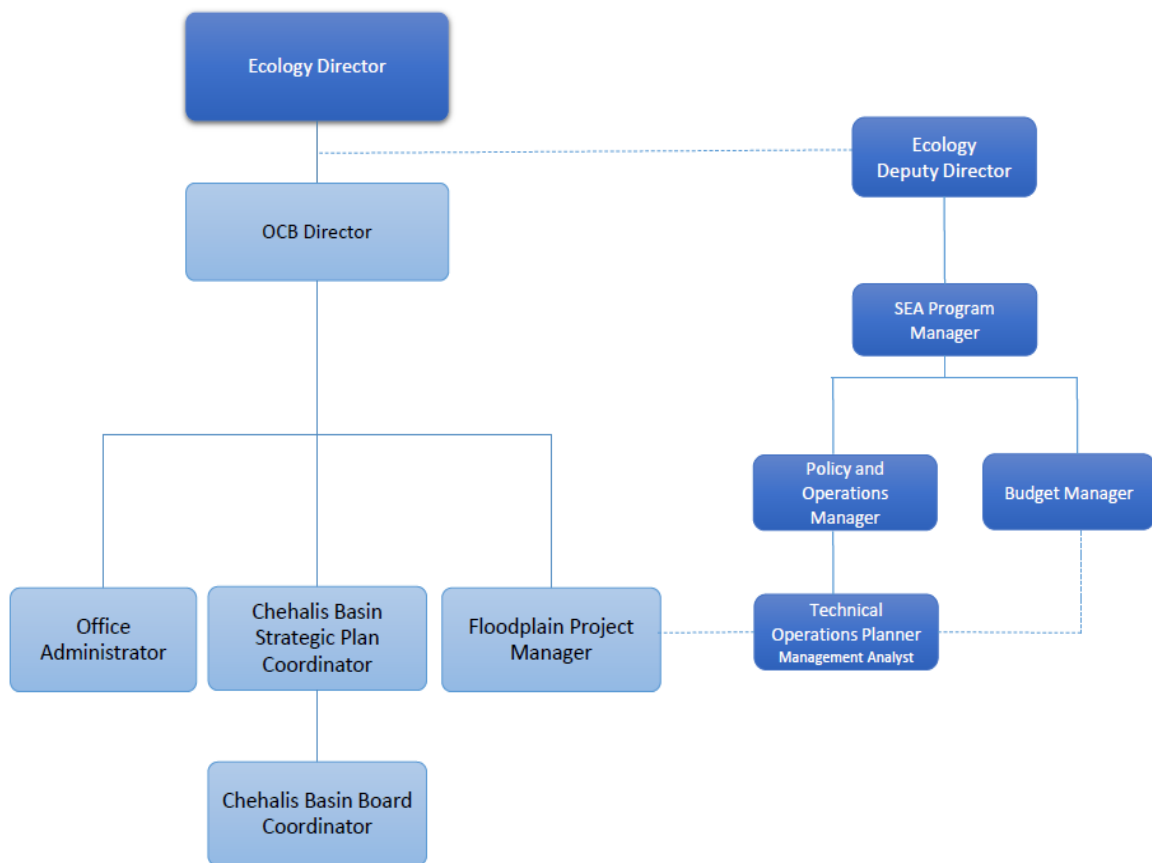 Ecology Director
Ecology
Deputy Director
OCB Director
SEA Program
Manager
Policy and
Operations
Manager
Budget Manager
Office
Administrator
Chehalis Basin
Strategic Plan
Coordinator
Floodplain Project
Manager
Technical
Operations Planner
Management Analyst
Chehalis Basin Board
Coordinator